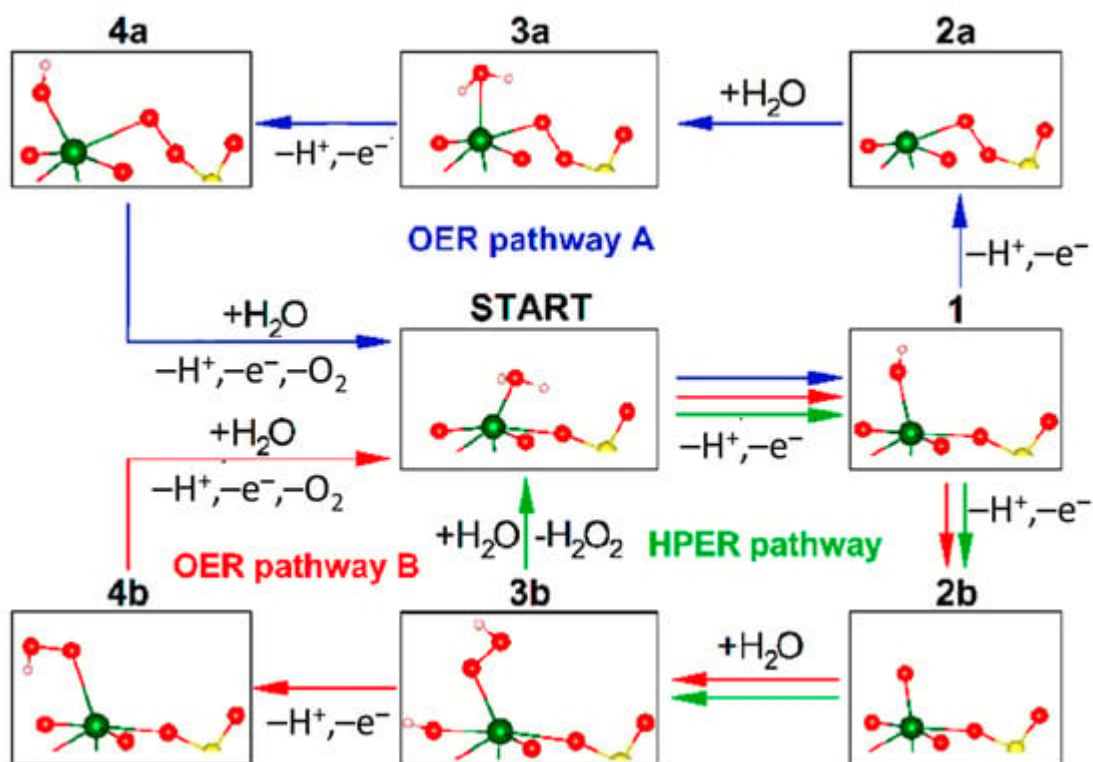 4a
3a
2a
+H₂O
–H⁺,–e⁻
OER pathway A
–H⁺,–e⁻
+H₂O
–H⁺,–e⁻,–O₂
START
1
–H⁺,–e⁻
+H₂O
–H⁺,–e⁻,–O₂
–H⁺,–e⁻
+H₂O -H₂O₂
HPER pathway
OER pathway B
4b
3b
2b
+H₂O
–H⁺,–e⁻